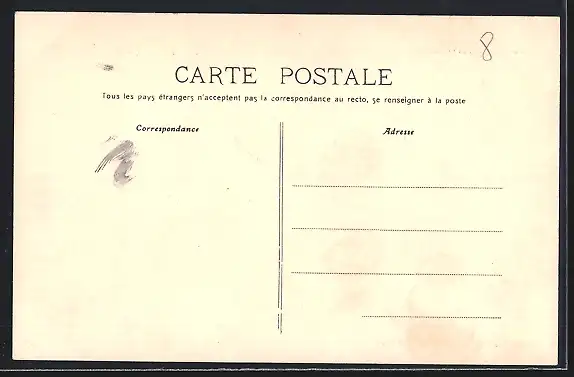 8
CARTE POSTALE
Tous les pays étrangers n'acceptent pas la correspondance au recto, se renseigner à la poste
Correspondance
Adresse